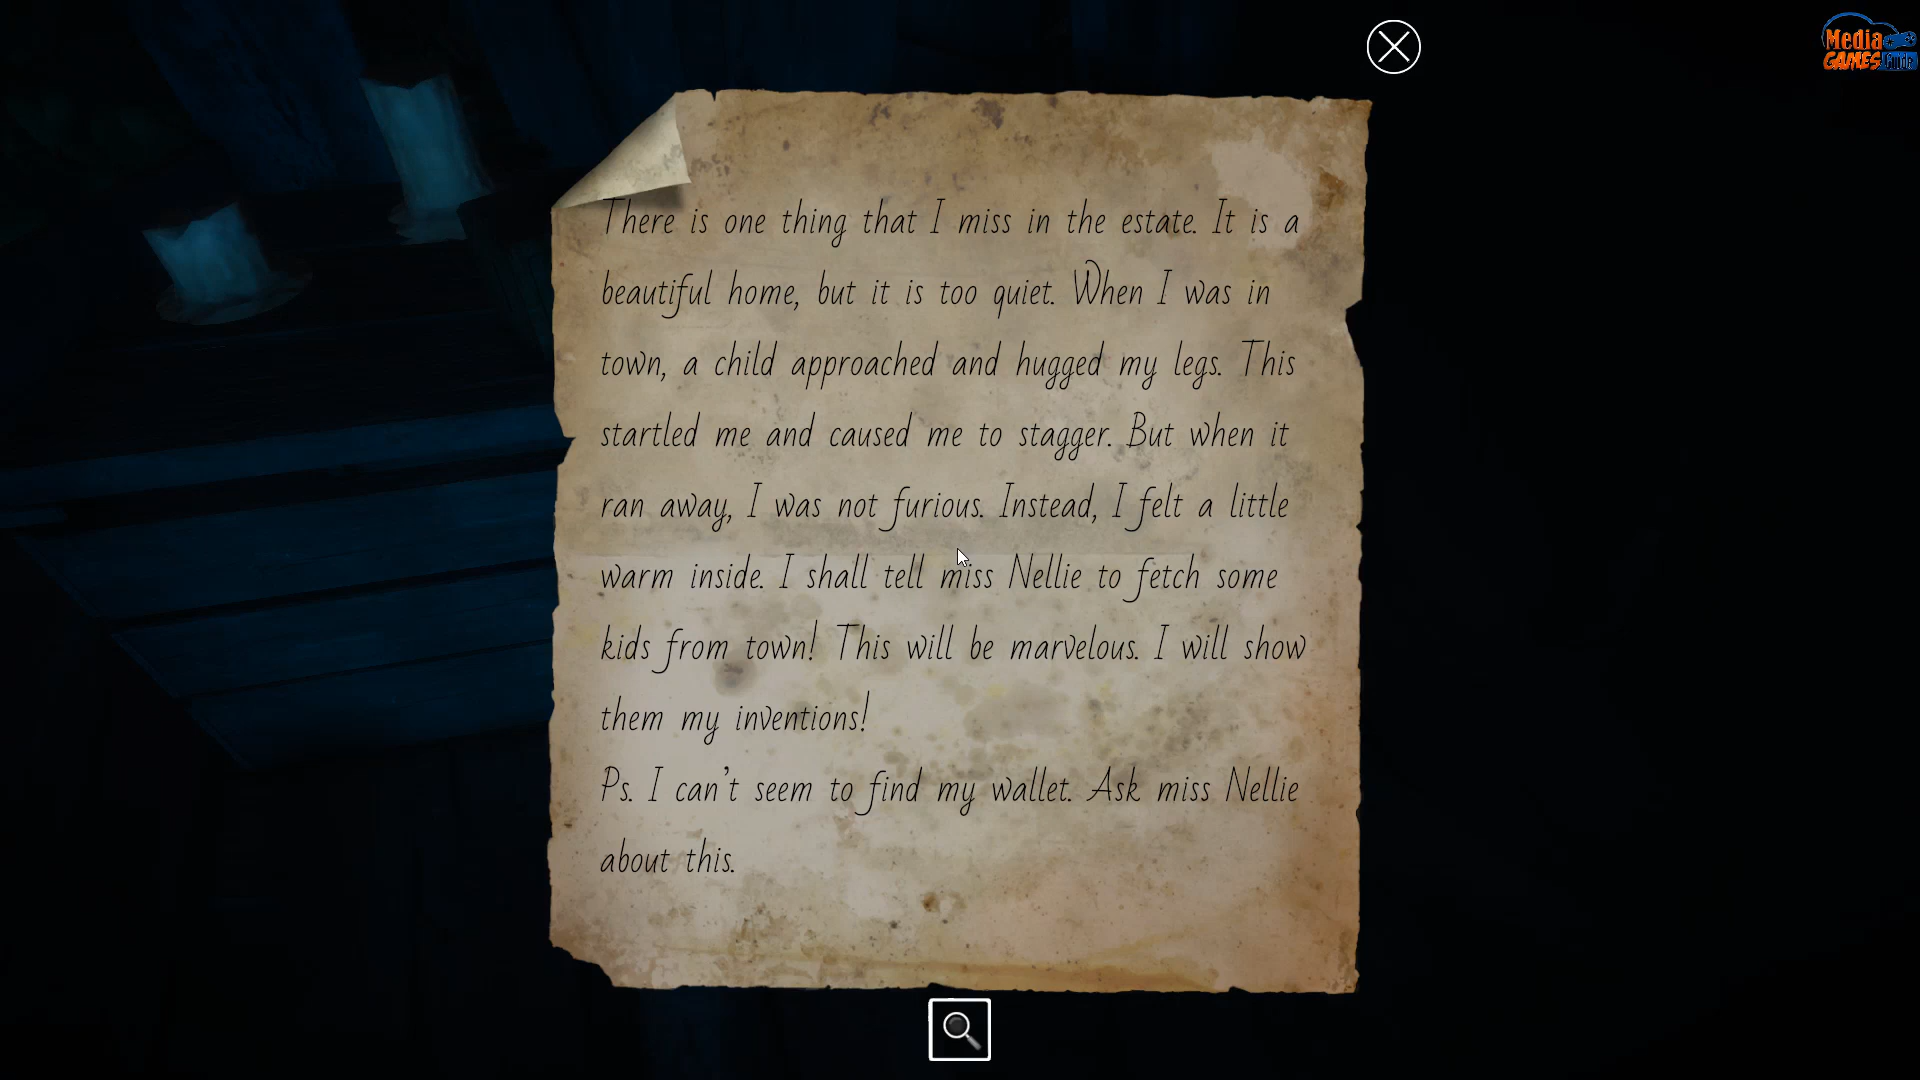 Media
GAMES Guide
There is one thing that I miss in the estate. It is a
beautiful home, but it is too quiet. When I was in
town, a child approached and hugged my legs. This
startled me and caused me to stagger. But when it
ran away, I was not furious. Instead, I felt a little
warm inside. I shall tell miss Nellie to fetch some
kids from town! This will be marvelous. I will show
them my inventions!
Ps. I can't seem to find my wallet. Ask miss Nellie
about this.